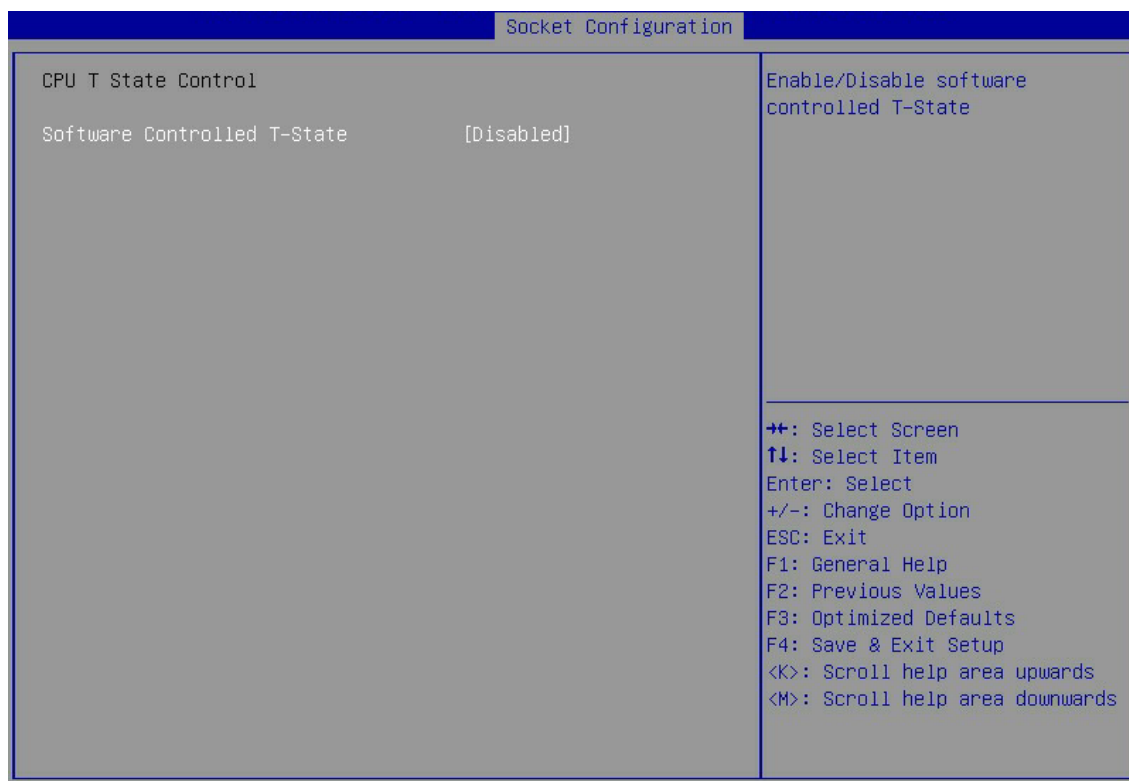 Socket Configuration
CPU T State Control
Software Controlled T-State [Disabled]
Enable/Disable software
controlled T-State
→←: Select Screen
↑↓: Select Item
Enter: Select
+/-: Change Option
ESC: Exit
F1: General Help
F2: Previous Values
F3: Optimized Defaults
F4: Save & Exit Setup
<K>: Scroll help area upwards
<M>: Scroll help area downwards